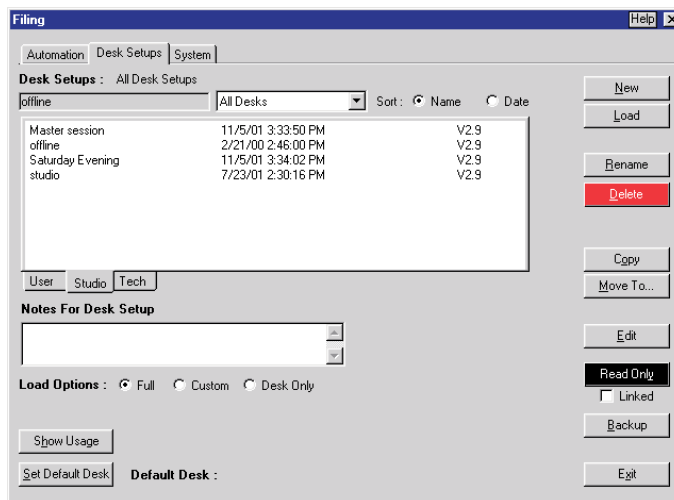 Filing Help X
Automation Desk Setups System
Desk Setups : All Desk Setups
offline All Desks Sort : Name Date
Master session 11/5/01 3:33:50 PM V2.9
offline 2/21/00 2:46:00 PM V2.9
Saturday Evening 11/5/01 3:34:02 PM V2.9
studio 7/23/01 2:30:16 PM V2.9
User Studio Tech
Notes For Desk Setup
Load Options : Full Custom Desk Only
Show Usage
Set Default Desk Default Desk :
New
Load
Rename
Delete
Copy
Move To...
Edit
Read Only
Linked
Backup
Exit